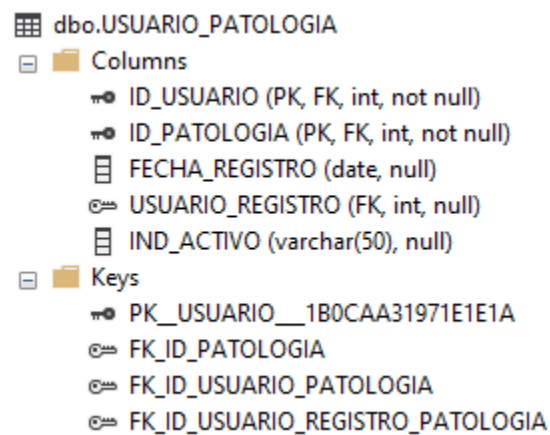 dbo.USUARIO_PATOLOGIA
Columns
ID_USUARIO (PK, FK, int, not null)
ID_PATOLOGIA (PK, FK, int, not null)
FECHA_REGISTRO (date, null)
USUARIO_REGISTRO (FK, int, null)
IND_ACTIVO (varchar(50), null)
Keys
PK__USUARIO___1B0CAA31971E1E1A
FK_ID_PATOLOGIA
FK_ID_USUARIO_PATOLOGIA
FK_ID_USUARIO_REGISTRO_PATOLOGIA